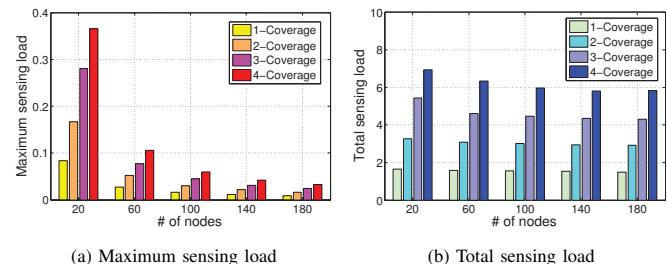 0.4
0.3
0.2
0.1
0
Maximum sensing load
1-Coverage
2-Coverage
3-Coverage
4-Coverage
20 60 100 140 180
# of nodes
(a) Maximum sensing load
10
8
6
4
2
0
Total sensing load
1-Coverage
2-Coverage
3-Coverage
4-Coverage
20 60 100 140 180
# of nodes
(b) Total sensing load